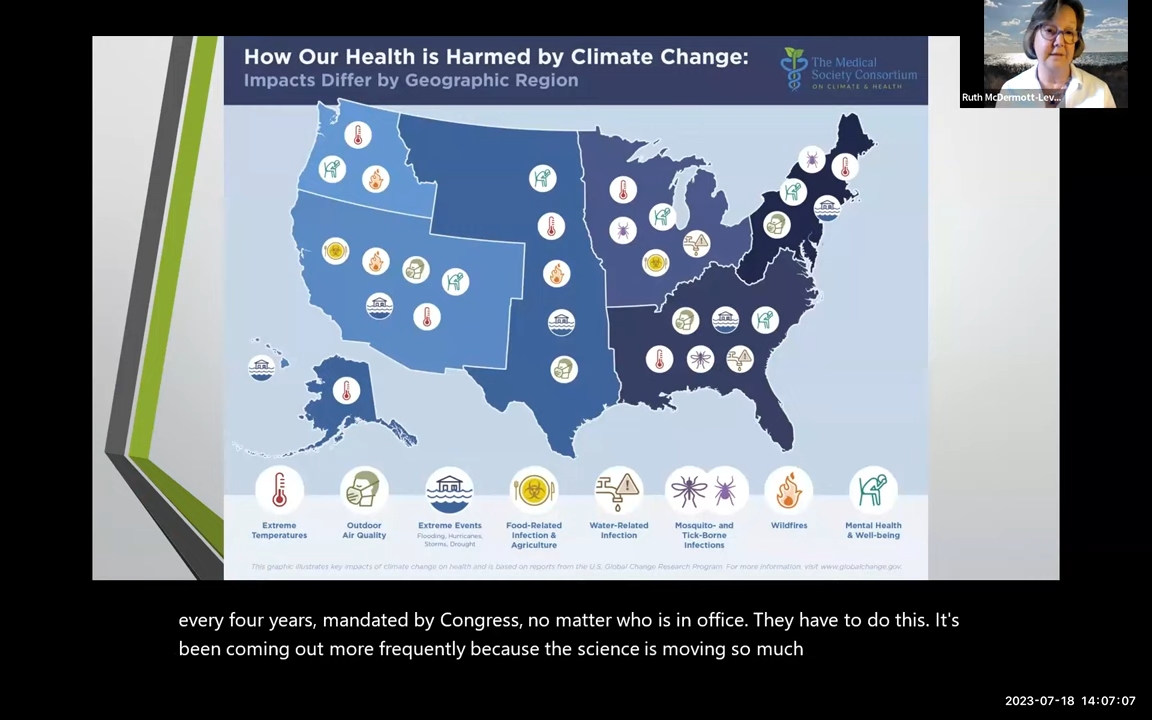 How Our Health is Harmed by Climate Change:
Impacts Differ by Geographic Region
The Medical
Society Consortium
ON CLIMATE & HEALTH
Ruth McDermott-Lev...
Extreme
Temperatures
Outdoor
Air Quality
Extreme Events
Flooding, Hurricanes,
Storms, Drought
Food-Related
Infection &
Agriculture
Water-Related
Infection
Mosquito- and
Tick-Borne
Infections
Wildfires
Mental Health
& Well-being
This graphic illustrates key impacts of climate change on health and is based on reports from the U.S. Global Change Research Program. For more information, visit www.globalchange.gov.
every four years, mandated by Congress, no matter who is in office. They have to do this. It's
been coming out more frequently because the science is moving so much
2023-07-18 14:07:07